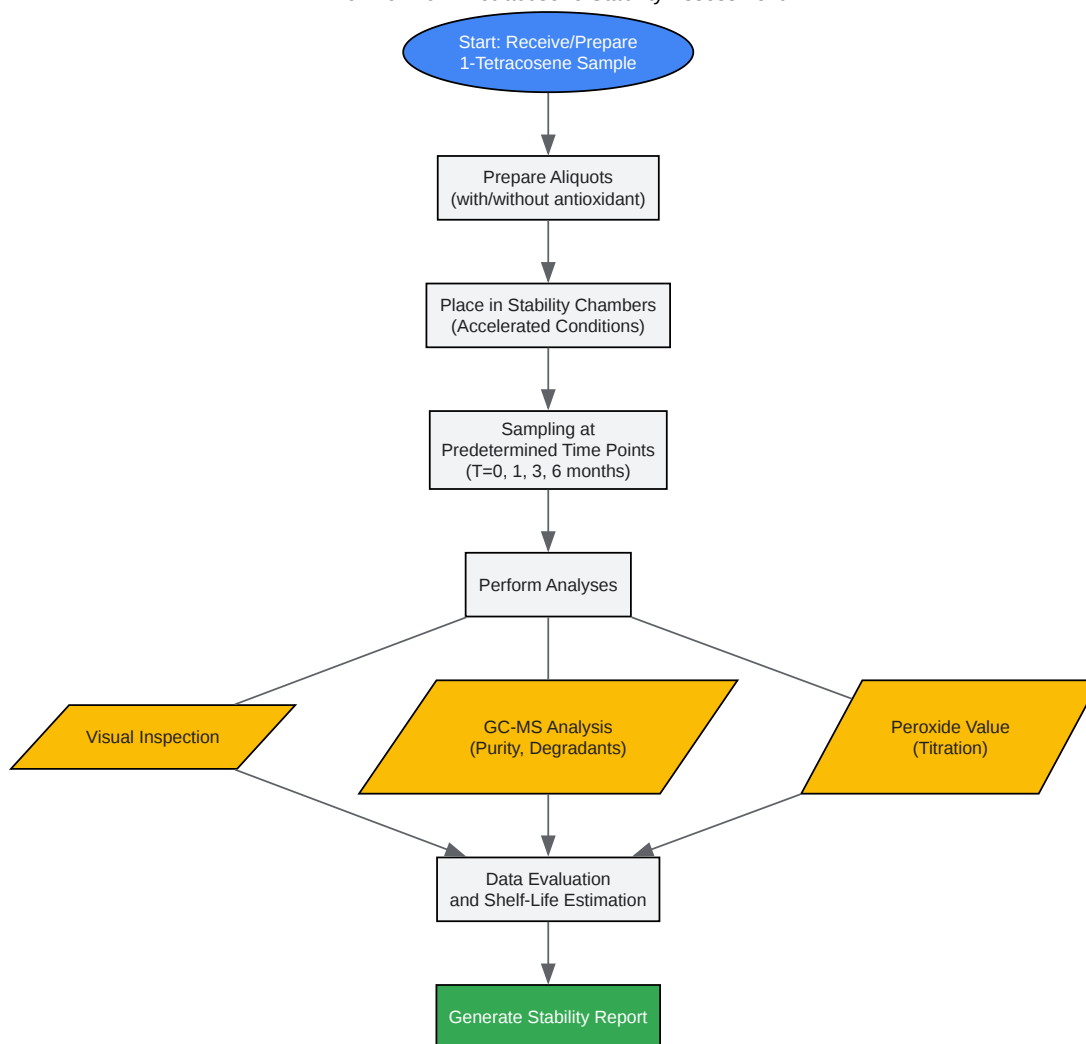 Start: Receive/Prepare
1-Tetracosene Sample
Prepare Aliquots
(with/without antioxidant)
Place in Stability Chambers
(Accelerated Conditions)
Sampling at
Predetermined Time Points
(T=0, 1, 3, 6 months)
Perform Analyses
Visual Inspection
GC-MS Analysis
(Purity, Degradants)
Peroxide Value
(Titration)
Data Evaluation
and Shelf-Life Estimation
Generate Stability Report